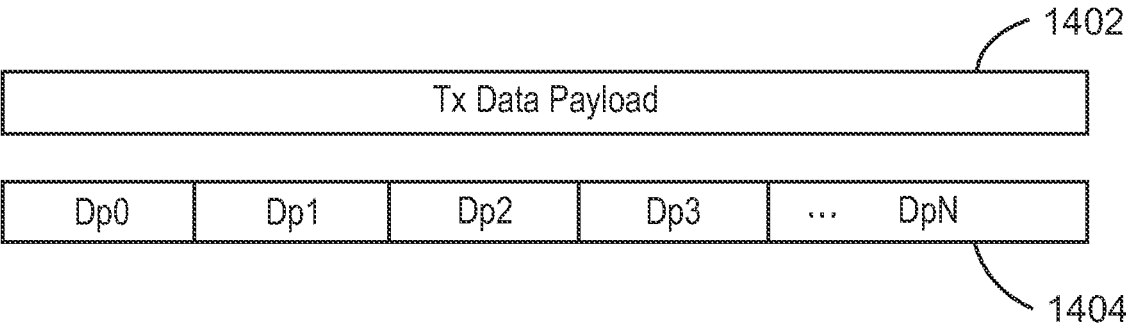 1402
Tx Data Payload
Dp0 Dp1 Dp2 Dp3 ... DpN
1404